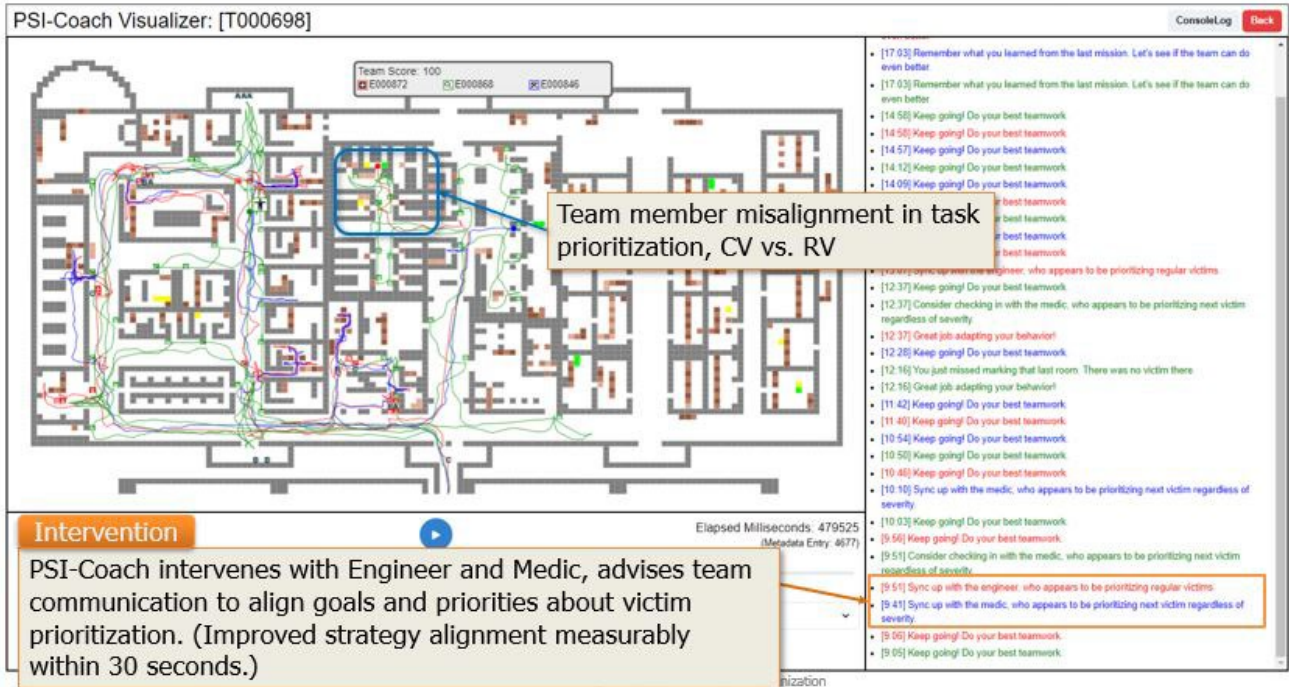 PSI-Coach Visualizer: [T000698]
ConsoleLog
Back
Team Score: 100
E000872
E000868
E000846
AAA
Team member misalignment in task
prioritization, CV vs. RV
[17:03] Remember what you learned from the last mission. Let's see if the team can do
even better.
[17:03] Remember what you learned from the last mission. Let's see if the team can do
even better
[14:58] Keep going! Do your best teamwork.
[14:58] Keep going! Do your best teamwork
[14:57] Keep going! Do your best teamwork
[14:12] Keep going! Do your best teamwork
[14:09] Keep going! Do your best teamwork
r best teamwork
r best teamwork
r best teamwork
r best teamwork
Sync up with the engineer, who appears to be prioritizing regular victims.
[12:37] Keep going! Do your best teamwork.
[12:37] Consider checking in with the medic, who appears to be prioritizing next victim
regardless of severity.
[12:37] Great job adapting your behavior!
[12:28] Keep going! Do your best teamwork.
[12:16] You just missed marking that last room. There was no victim there
[12:16] Great job adapting your behavior!
[11:42] Keep going! Do your best teamwork
[11:40] Keep going! Do your best teamwork.
[10:54] Keep going! Do your best teamwork.
[10:50] Keep going! Do your best teamwork.
[10:46] Keep going! Do your best teamwork
[10:10] Sync up with the medic, who appears to be prioritizing next victim regardless of
severity.
[10:03] Keep going! Do your best teamwork
[9:56] Keep going! Do your best teamwork.
[9:51] Consider checking in with the medic, who appears to be prioritizing next victim
regardless of severity.
[9:51] Sync up with the engineer, who appears to be prioritizing regular victims
[9:41] Sync up with the medic, who appears to be prioritizing next victim regardless of
severity.
[9:06] Keep going! Do your best teamwork.
[9:05] Keep going! Do your best teamwork
Elapsed Milliseconds: 479525
(Metadata Entry: 4677)
Intervention
PSI-Coach intervenes with Engineer and Medic, advises team
communication to align goals and priorities about victim
prioritization. (Improved strategy alignment measurably
within 30 seconds.)
nization